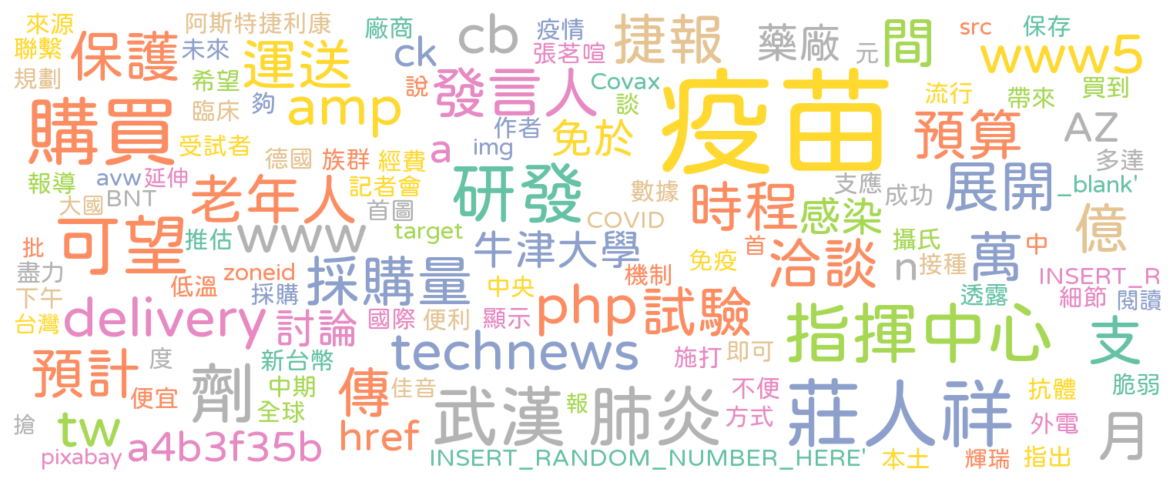 來源 阿斯特捷利康 廠商 ck cb 疫情 捷報 藥廠 元 間 src 保存
聯繫 保護 未來 運送 張茗喧 www5
規劃 希望 amp 說 發言人 Covax 疫苗 流行 帶來 買到
購買 臨床 夠 作者 談 免於 預算 AZ
受試者 德國 族群 經費 a img 多達
報導 avw 延伸 老年人 記者會 研發 數據 時程 支應 成功 展開 _blank'
大國 BNT 首圖 COVID 感染 億
批 可望 推估 www target 牛津大學 免疫 首 洽談 攝氏 中
盡力 低溫 zoneid 採購量 中央 機制 n 接種 萬 INSERT_R
下午 採購 透露 細節 閱讀
台灣 delivery 討論 國際 便利 顯示 php 試驗 指揮中心 支
預計 度 新台幣 technews 施打 即可
便宜 劑 中期 傳 佳音 武漢 肺炎 不便 莊人祥 抗體 脆弱
搶 tw 全球 href 報 方式 外電 月
pixabay a4b3f35b INSERT_RANDOM_NUMBER_HERE' 本土 輝瑞 指出